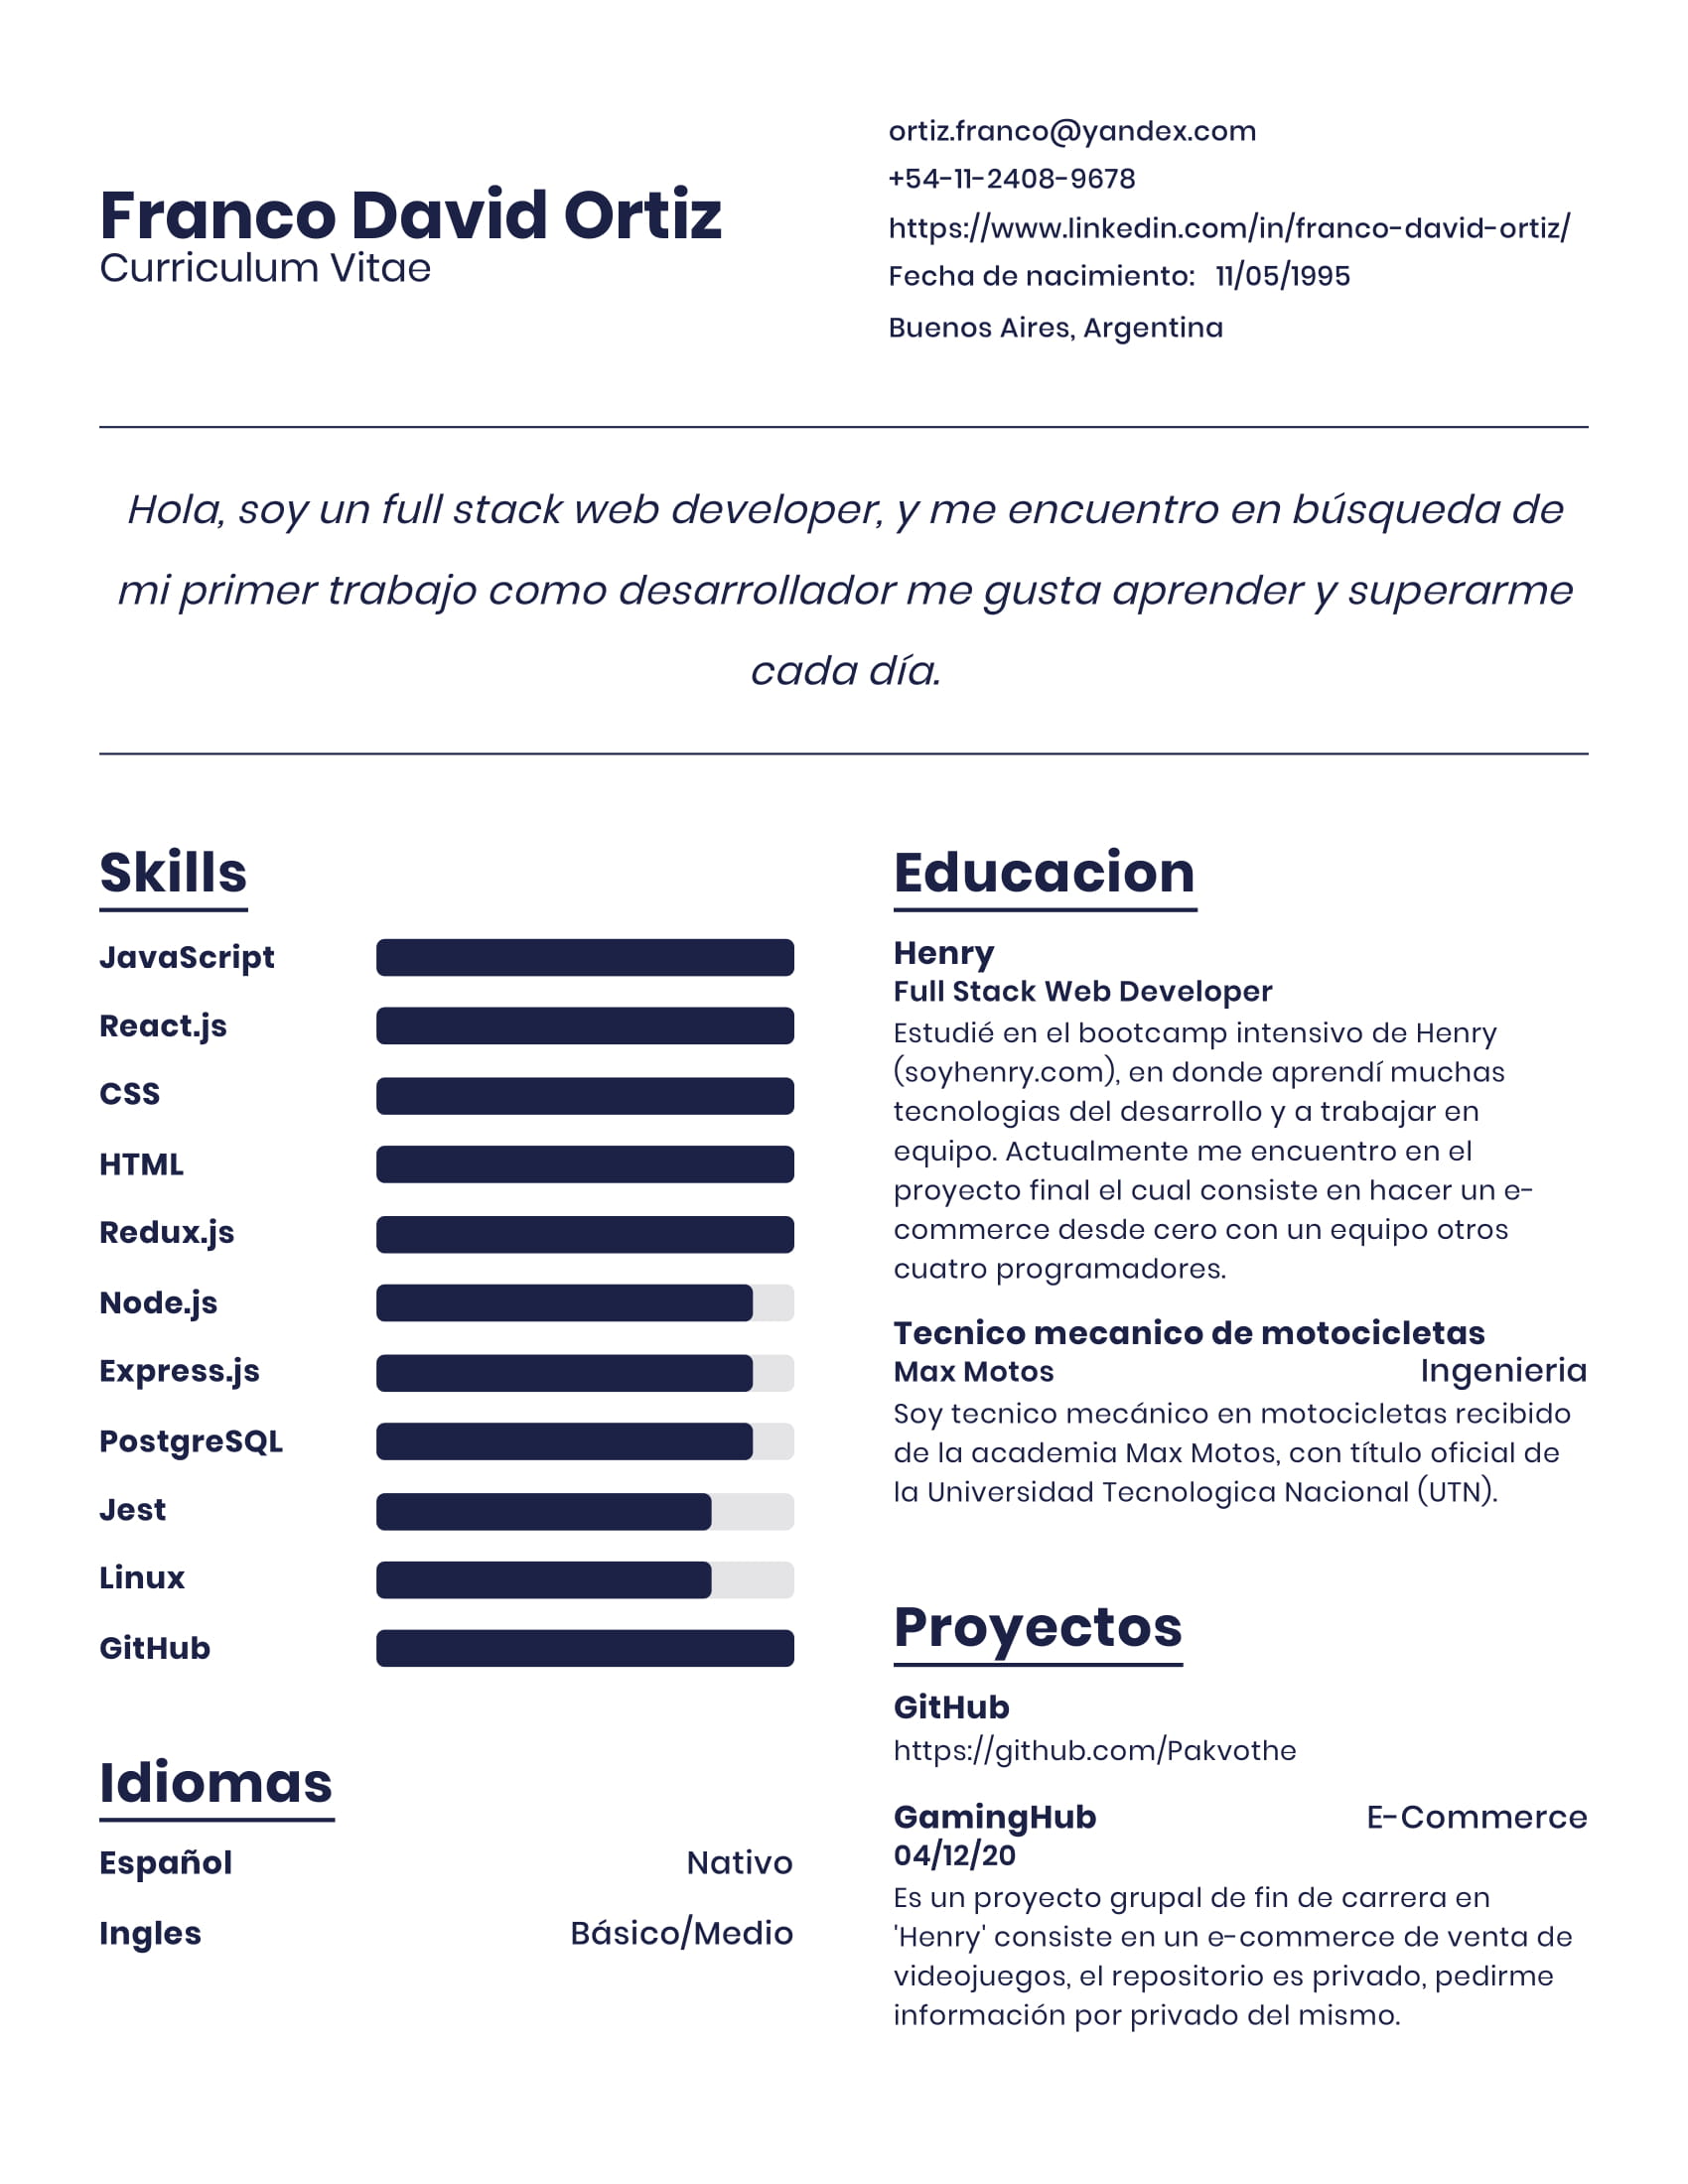 Franco David Ortiz
Curriculum Vitae
ortiz.franco@yandex.com
+54-11-2408-9678
https://www.linkedin.com/in/franco-david-ortiz/
Fecha de nacimiento: 11/05/1995
Buenos Aires, Argentina
Hola, soy un full stack web developer, y me encuentro en búsqueda de
mi primer trabajo como desarrollador me gusta aprender y superarme
cada día.
Skills
JavaScript
React.js
CSS
HTML
Redux.js
Node.js
Express.js
PostgreSQL
Jest
Linux
GitHub
Idiomas
Español Nativo
Ingles Básico/Medio
Educacion
Henry
Full Stack Web Developer
Estudié en el bootcamp intensivo de Henry
(soyhenry.com), en donde aprendí muchas
tecnologias del desarrollo y a trabajar en
equipo. Actualmente me encuentro en el
proyecto final el cual consiste en hacer un e-
commerce desde cero con un equipo otros
cuatro programadores.
Tecnico mecanico de motocicletas
Max Motos Ingenieria
Soy tecnico mecánico en motocicletas recibido
de la academia Max Motos, con título oficial de
la Universidad Tecnologica Nacional (UTN).
Proyectos
GitHub
https://github.com/Pakvothe
GamingHub E-Commerce
04/12/20
Es un proyecto grupal de fin de carrera en
'Henry' consiste en un e-commerce de venta de
videojuegos, el repositorio es privado, pedirme
información por privado del mismo.